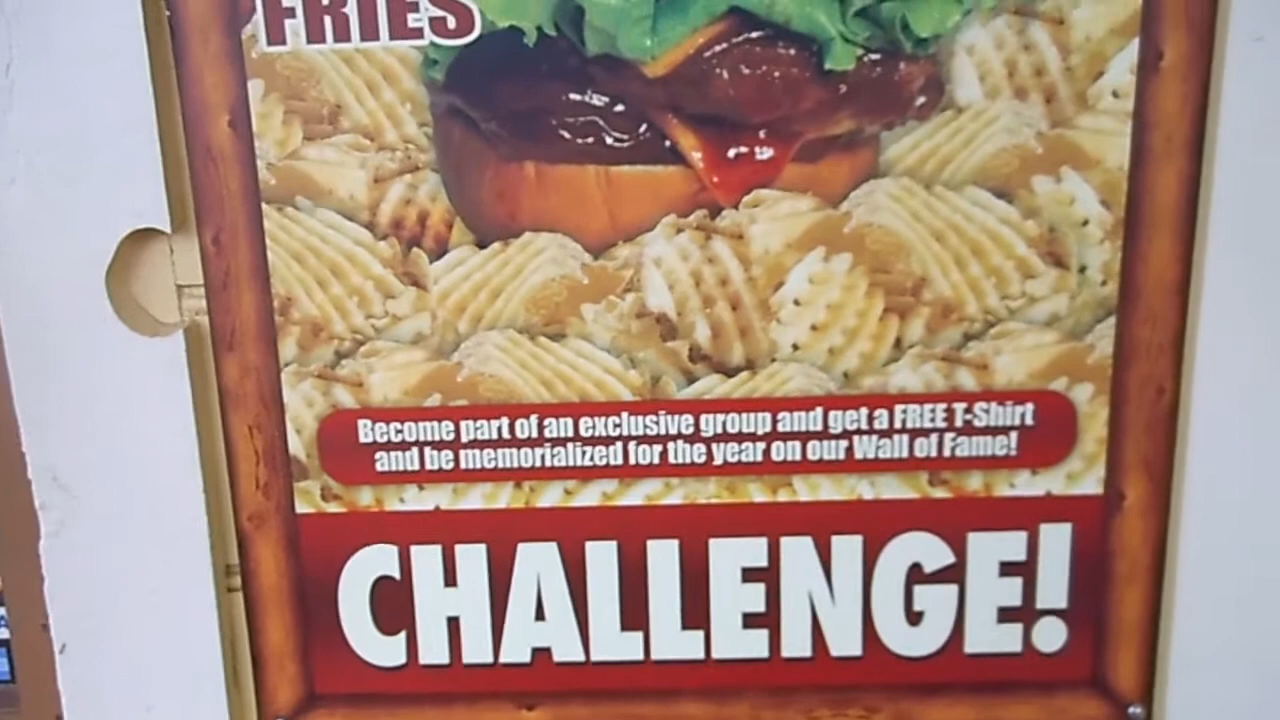 FRIES
Become part of an exclusive group and get a FREE T-Shirt
and be memorialized for the year on our Wall of Fame!
CHALLENGE!